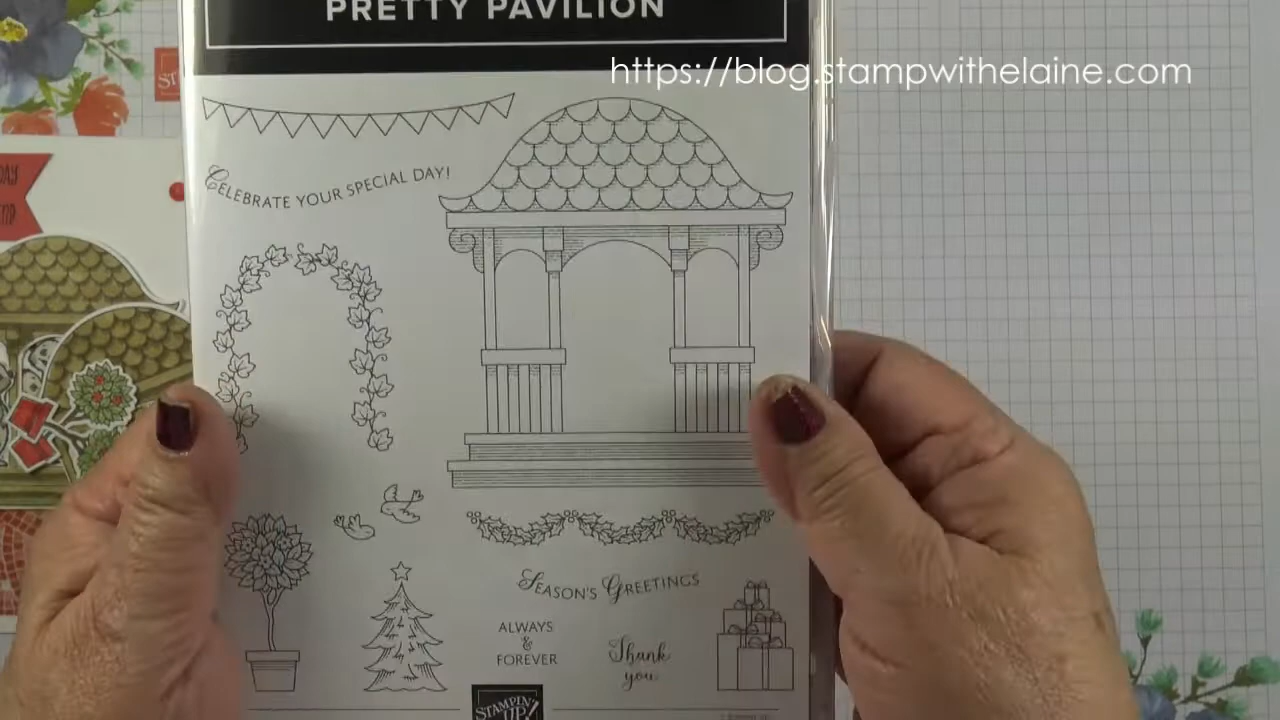 PRETTY PAVILION
https://blog.stampwithelaine.com
CELEBRATE YOUR SPECIAL DAY!
SEASON'S GREETINGS
ALWAYS
&
FOREVER
Thank
you
STAMPIN'
UP!